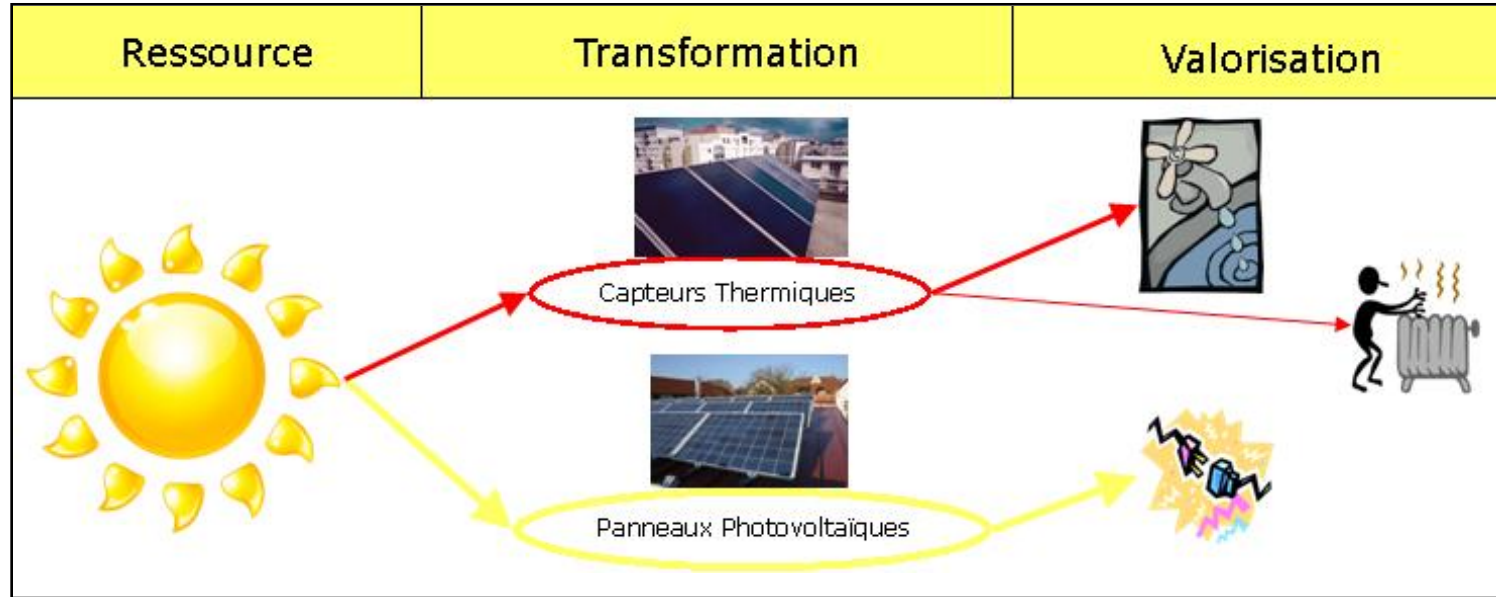 Ressource
Transformation
Valorisation
Capteurs Thermiques
Panneaux Photovoltaïques